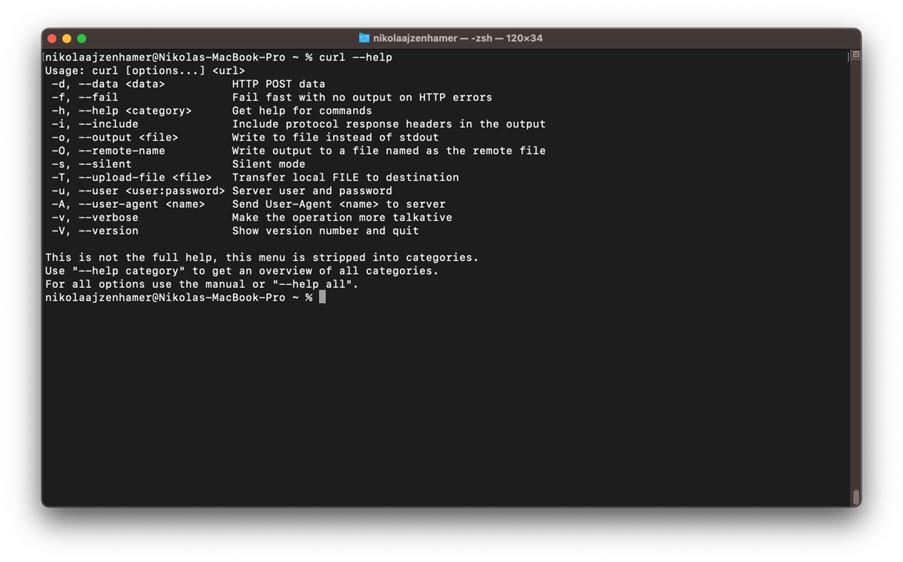 nikolaajzenhamer — -zsh — 120×34
[nikolaajzenhamer@Nikolas-MacBook-Pro ~ % curl --help ]
Usage: curl [options...] <url>
 -d, --data <data>          HTTP POST data
 -f, --fail                 Fail fast with no output on HTTP errors
 -h, --help <category>      Get help for commands
 -i, --include              Include protocol response headers in the output
 -o, --output <file>        Write to file instead of stdout
 -O, --remote-name          Write output to a file named as the remote file
 -s, --silent               Silent mode
 -T, --upload-file <file>   Transfer local FILE to destination
 -u, --user <user:password> Server user and password
 -A, --user-agent <name>    Send User-Agent <name> to server
 -v, --verbose              Make the operation more talkative
 -V, --version              Show version number and quit

This is not the full help, this menu is stripped into categories.
Use "--help category" to get an overview of all categories.
For all options use the manual or "--help all".
nikolaajzenhamer@Nikolas-MacBook-Pro ~ %